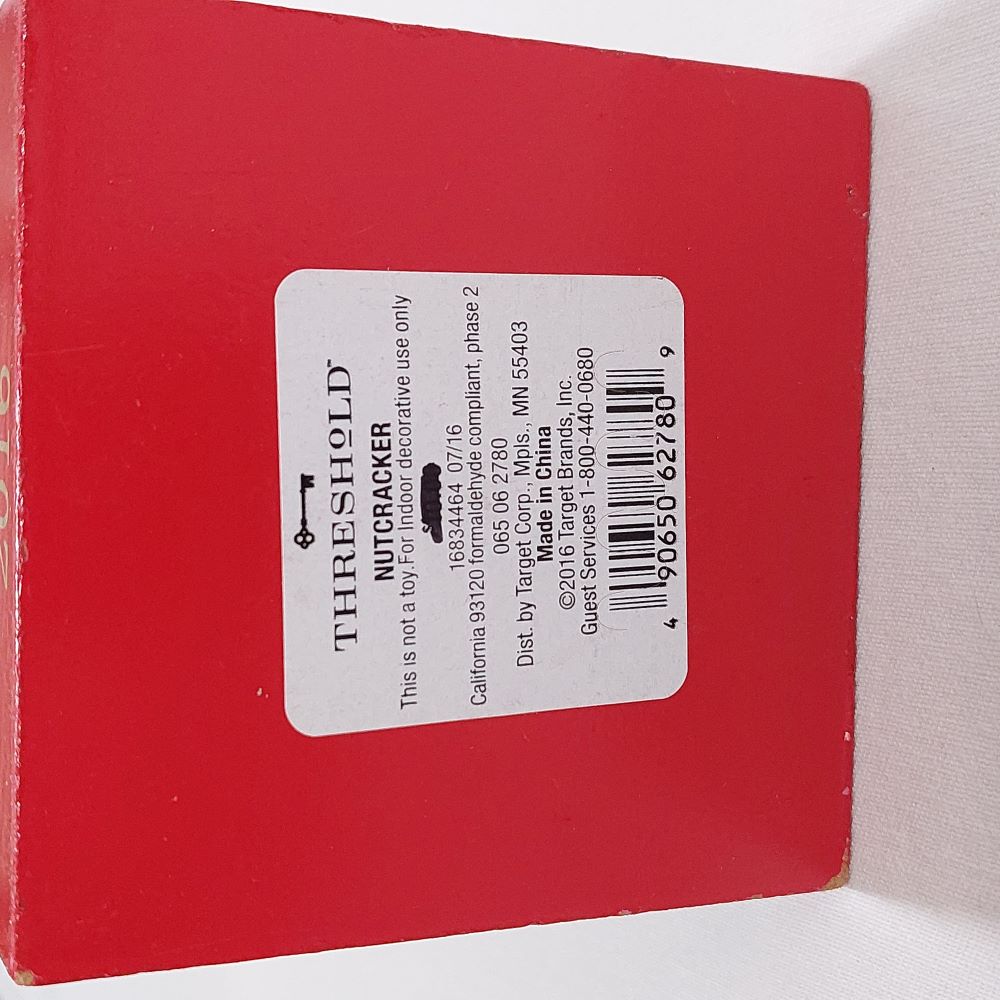 THRESHOLD™
NUTCRACKER
This is not a toy.For Indoor decorative use only
16834464 07/16
California 93120 formaldehyde compliant, phase 2
065 06 2780
Dist. by Target Corp., Mpls., MN 55403
Made in China
©2016 Target Brands, Inc.
Guest Services 1-800-440-0680
4 90650 62780 9
2016